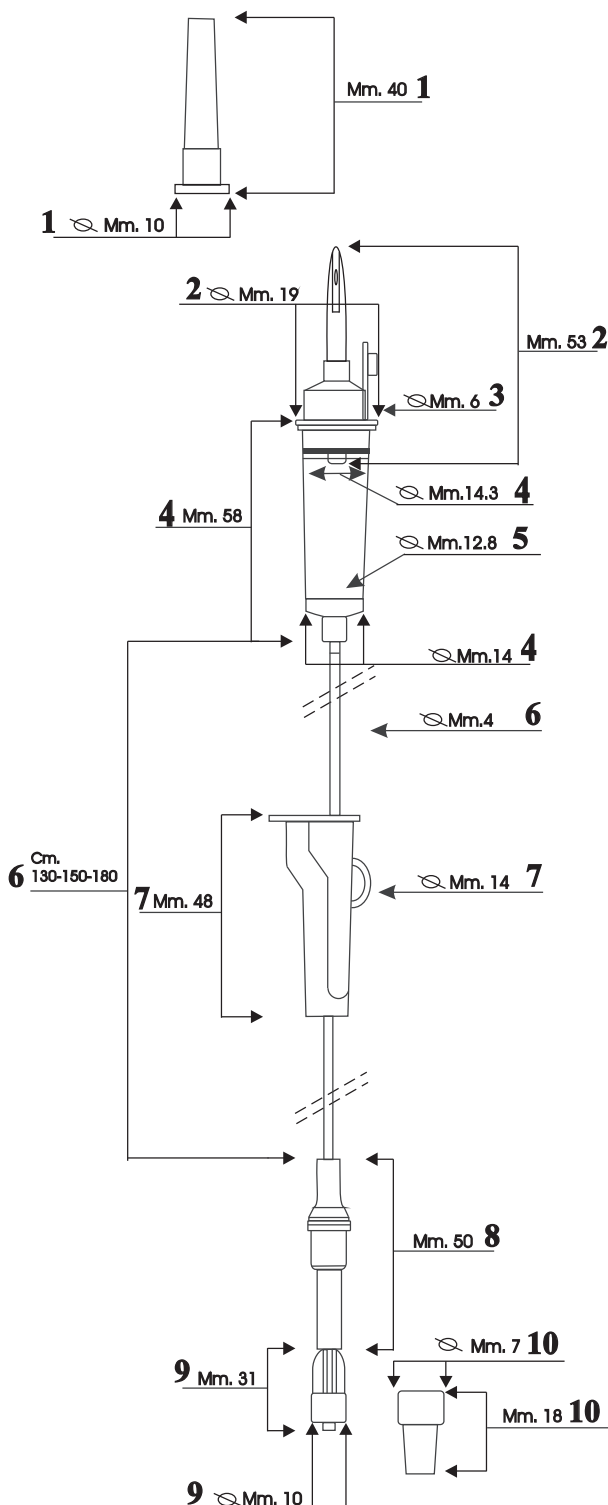 Mm. 40 1
1 ∅ Mm. 10
2 ∅ Mm. 19
Mm. 53 2
∅ Mm. 6 3
∅ Mm.14.3 4
4 Mm. 58
∅ Mm.12.8 5
∅ Mm.14 4
∅ Mm.4 6
Cm.
6 130-150-180
7 Mm. 48
∅ Mm. 14 7
Mm. 50 8
∅ Mm. 7 10
9 Mm. 31
Mm. 18 10
9 ∅ Mm. 10